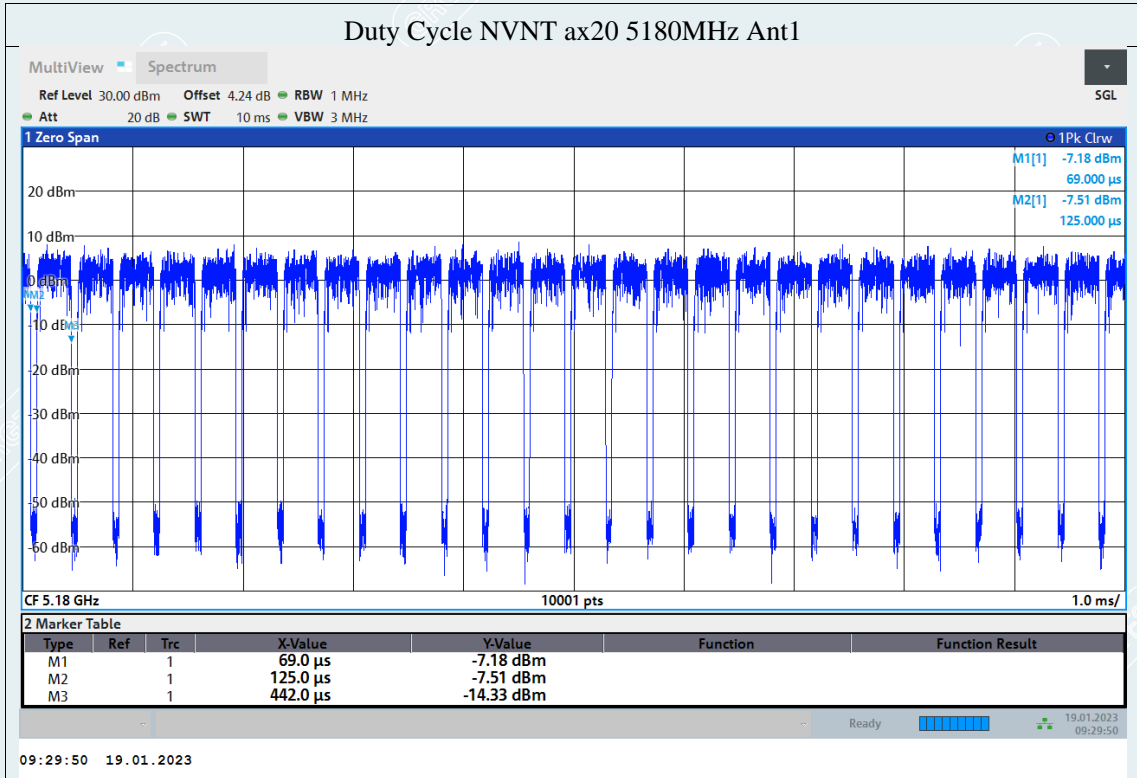 Duty Cycle NVNT ax20 5180MHz Ant1
MultiView Spectrum
Ref Level 30.00 dBm Offset 4.24 dB RBW 1 MHz SGL
Att 20 dB SWT 10 ms VBW 3 MHz
1 Zero Span 1Pk Clrw
M1[1] -7.18 dBm
69.000 µs
M2[1] -7.51 dBm
125.000 µs
20 dBm
10 dBm
0 dBm
M2
-10 dBm
M3
-20 dBm
-30 dBm
-40 dBm
-50 dBm
-60 dBm
CF 5.18 GHz 10001 pts 1.0 ms/
2 Marker Table
Type Ref Trc X-Value Y-Value Function Function Result
M1 1 69.0 µs -7.18 dBm
M2 1 125.0 µs -7.51 dBm
M3 1 442.0 µs -14.33 dBm
Ready 19.01.2023
09:29:50
09:29:50 19.01.2023